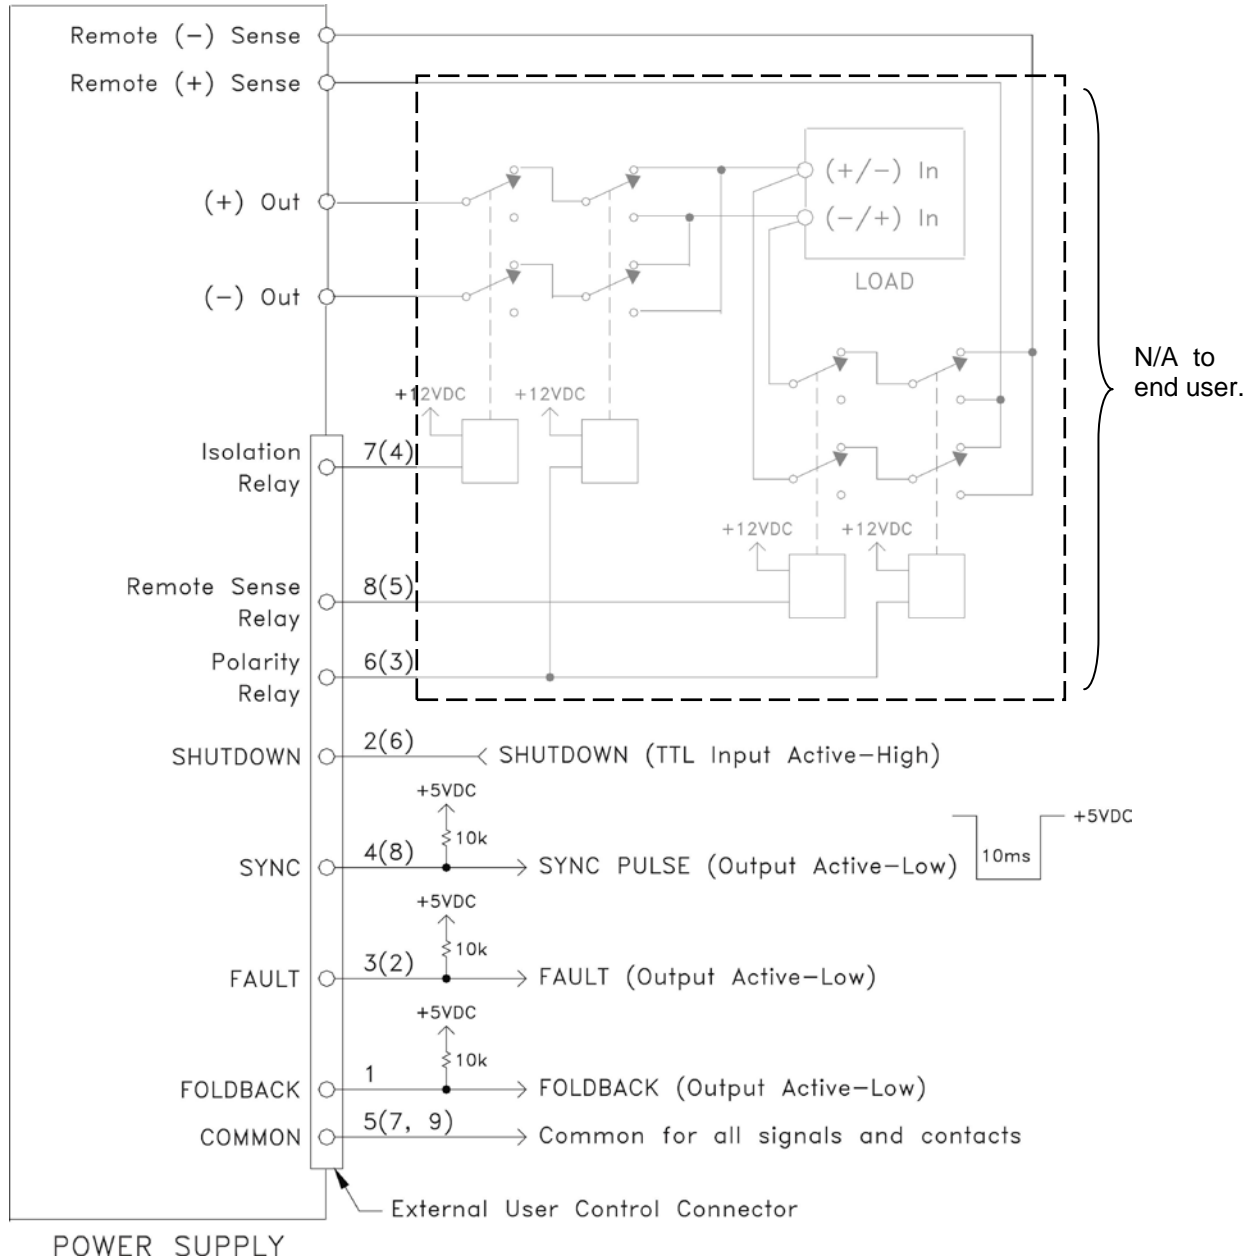 Remote (-) Sense
Remote (+) Sense
(+) Out
(-) Out
(+/-) In
(-/+) In
LOAD
N/A to
end user.
+12VDC
+12VDC
Isolation
Relay
7(4)
+12VDC
+12VDC
Remote Sense
Relay
8(5)
Polarity
Relay
6(3)
SHUTDOWN
2(6)
SHUTDOWN (TTL Input Active-High)
+5VDC
10k
SYNC
4(8)
SYNC PULSE (Output Active-Low)
10ms
+5VDC
+5VDC
10k
FAULT
3(2)
FAULT (Output Active-Low)
+5VDC
10k
FOLDBACK
1
FOLDBACK (Output Active-Low)
COMMON
5(7, 9)
Common for all signals and contacts
External User Control Connector
POWER SUPPLY